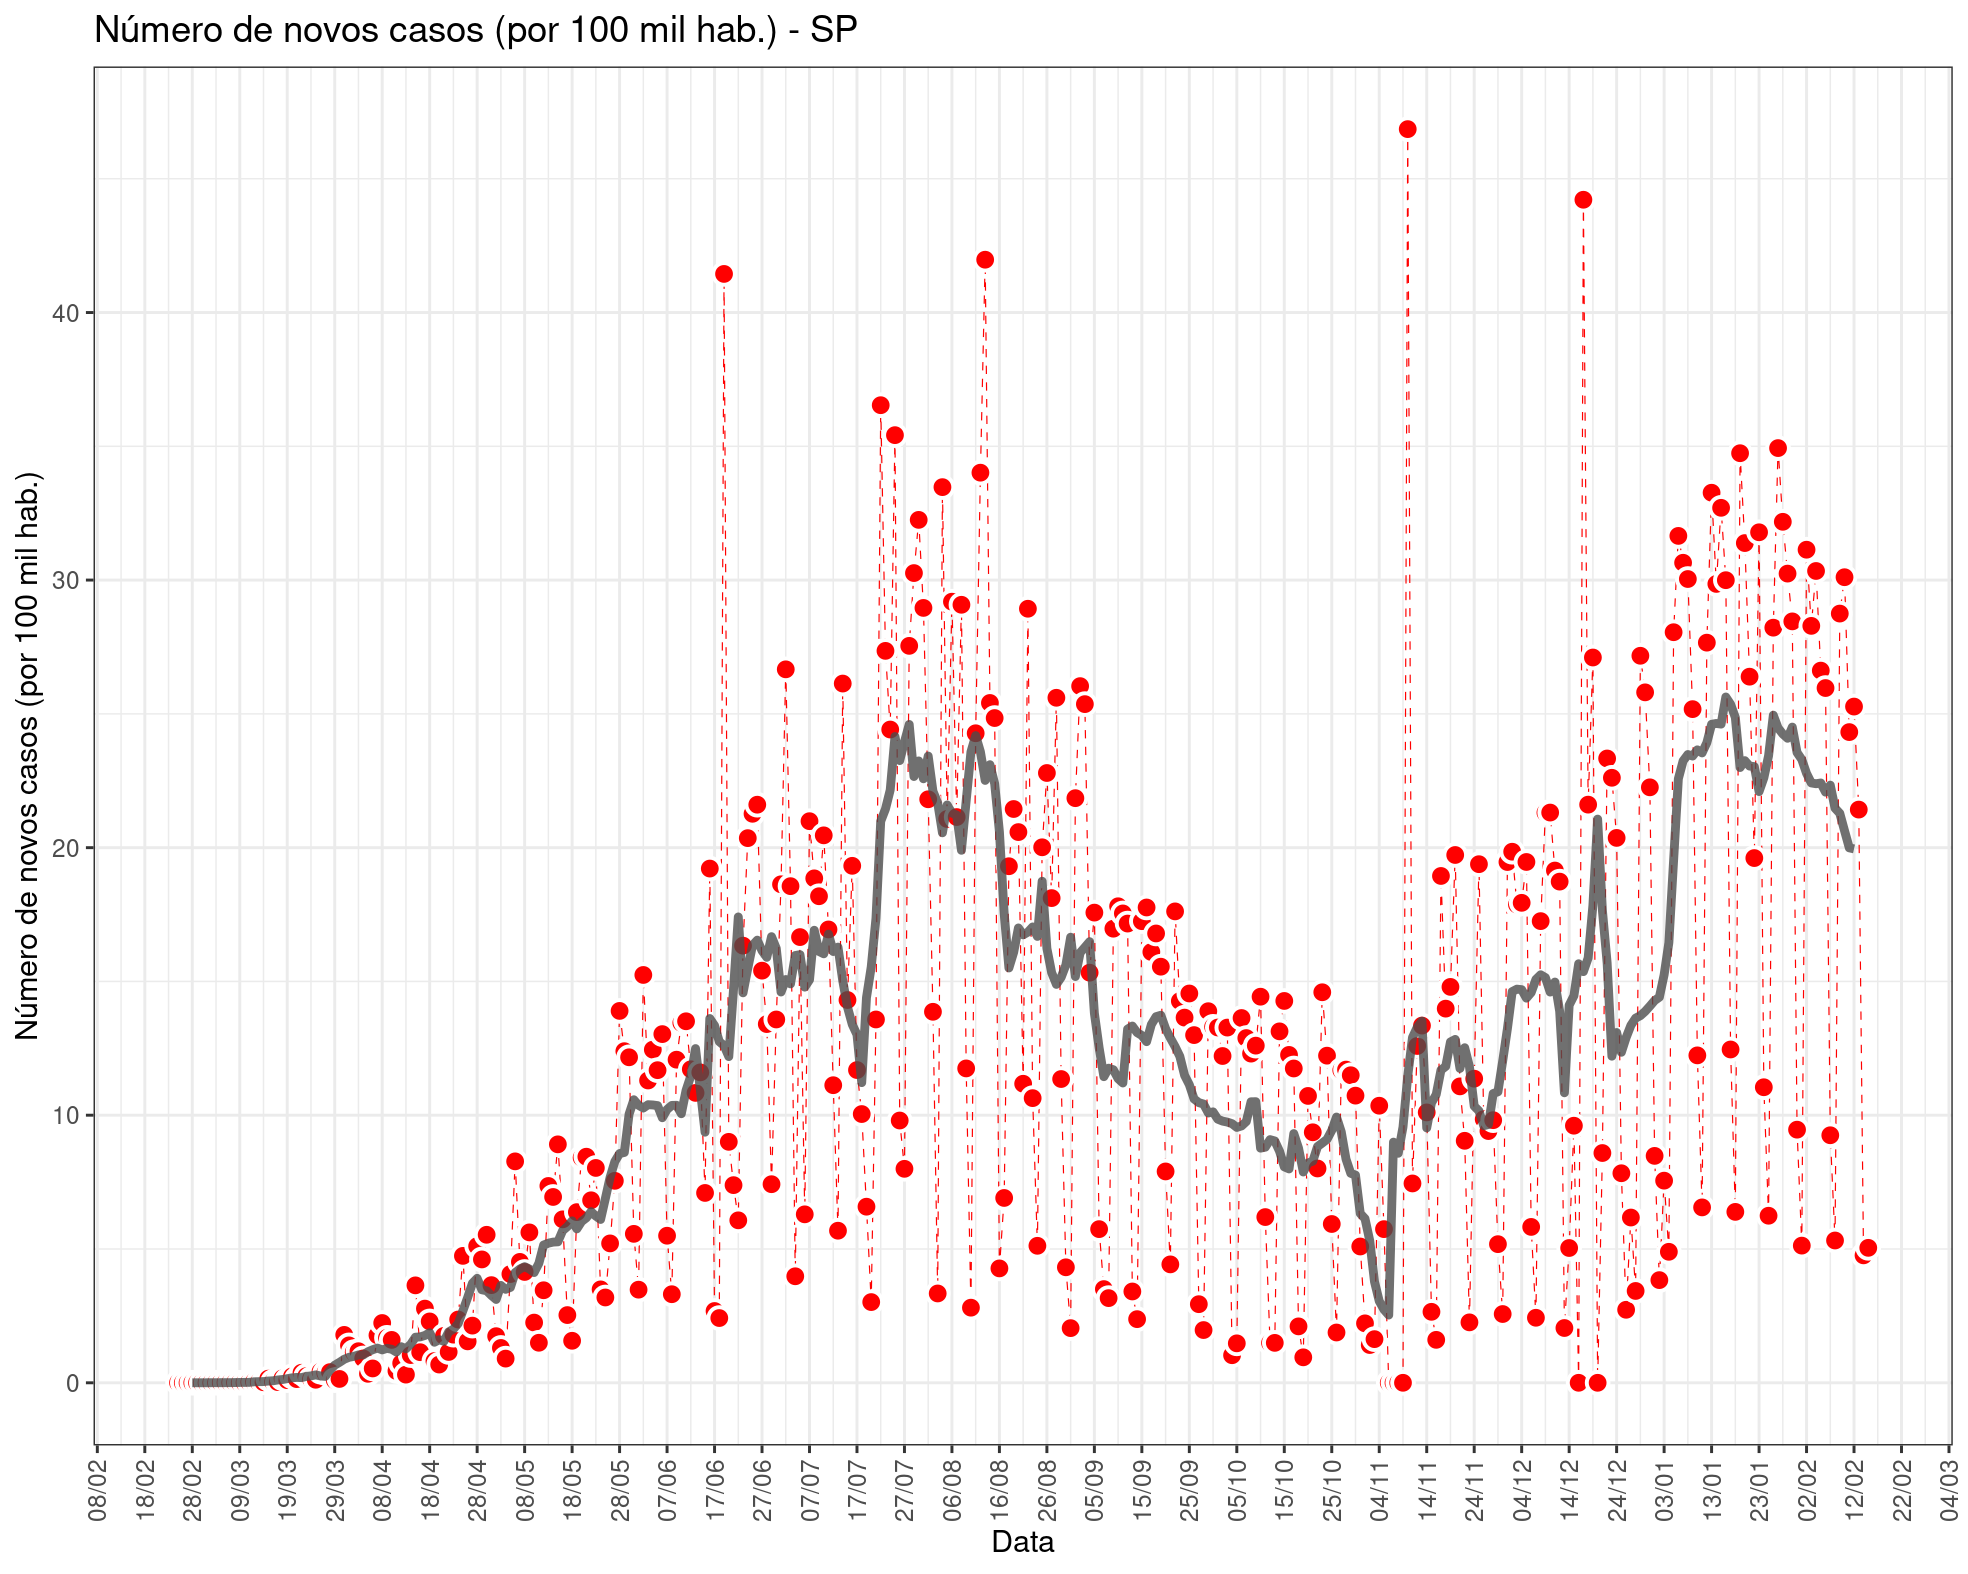 Número de novos casos (por 100 mil hab.) - SP
Número de novos casos (por 100 mil hab.)
40
30
20
10
0
08/02 18/02 28/02 09/03 19/03 29/03 08/04 18/04 28/04 08/05 18/05 28/05 07/06 17/06 27/06 07/07 17/07 27/07 06/08 16/08 26/08 05/09 15/09 25/09 05/10 15/10 25/10 04/11 14/11 24/11 04/12 14/12 24/12 03/01 13/01 23/01 02/02 12/02 22/02 04/03
Data